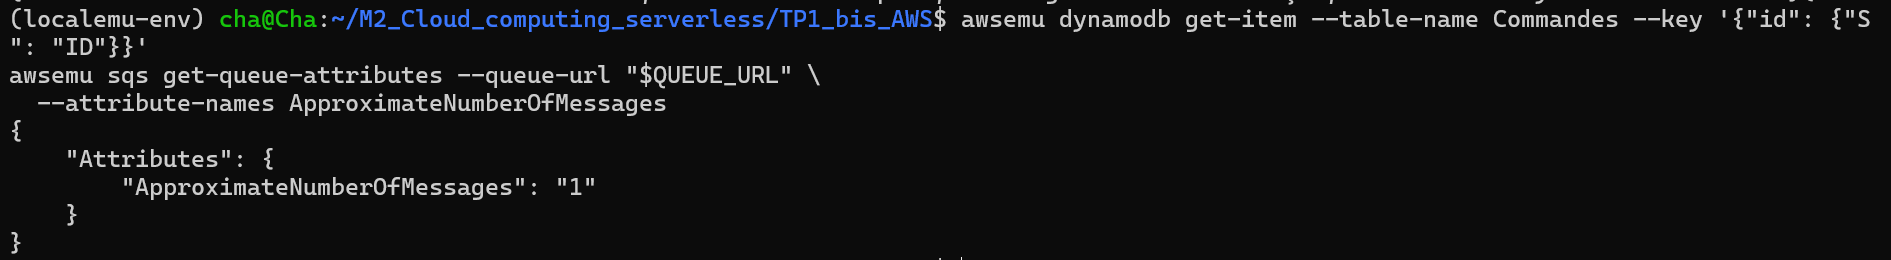 (localemu-env) cha@Cha:~/M2_Cloud_computing_serverless/TP1_bis_AWS$ awsemu dynamodb get-item --table-name Commandes --key '{"id": {"S
": "ID"}}'
awsemu sqs get-queue-attributes --queue-url "$QUEUE_URL" \
  --attribute-names ApproximateNumberOfMessages
{
    "Attributes": {
        "ApproximateNumberOfMessages": "1"
    }
}